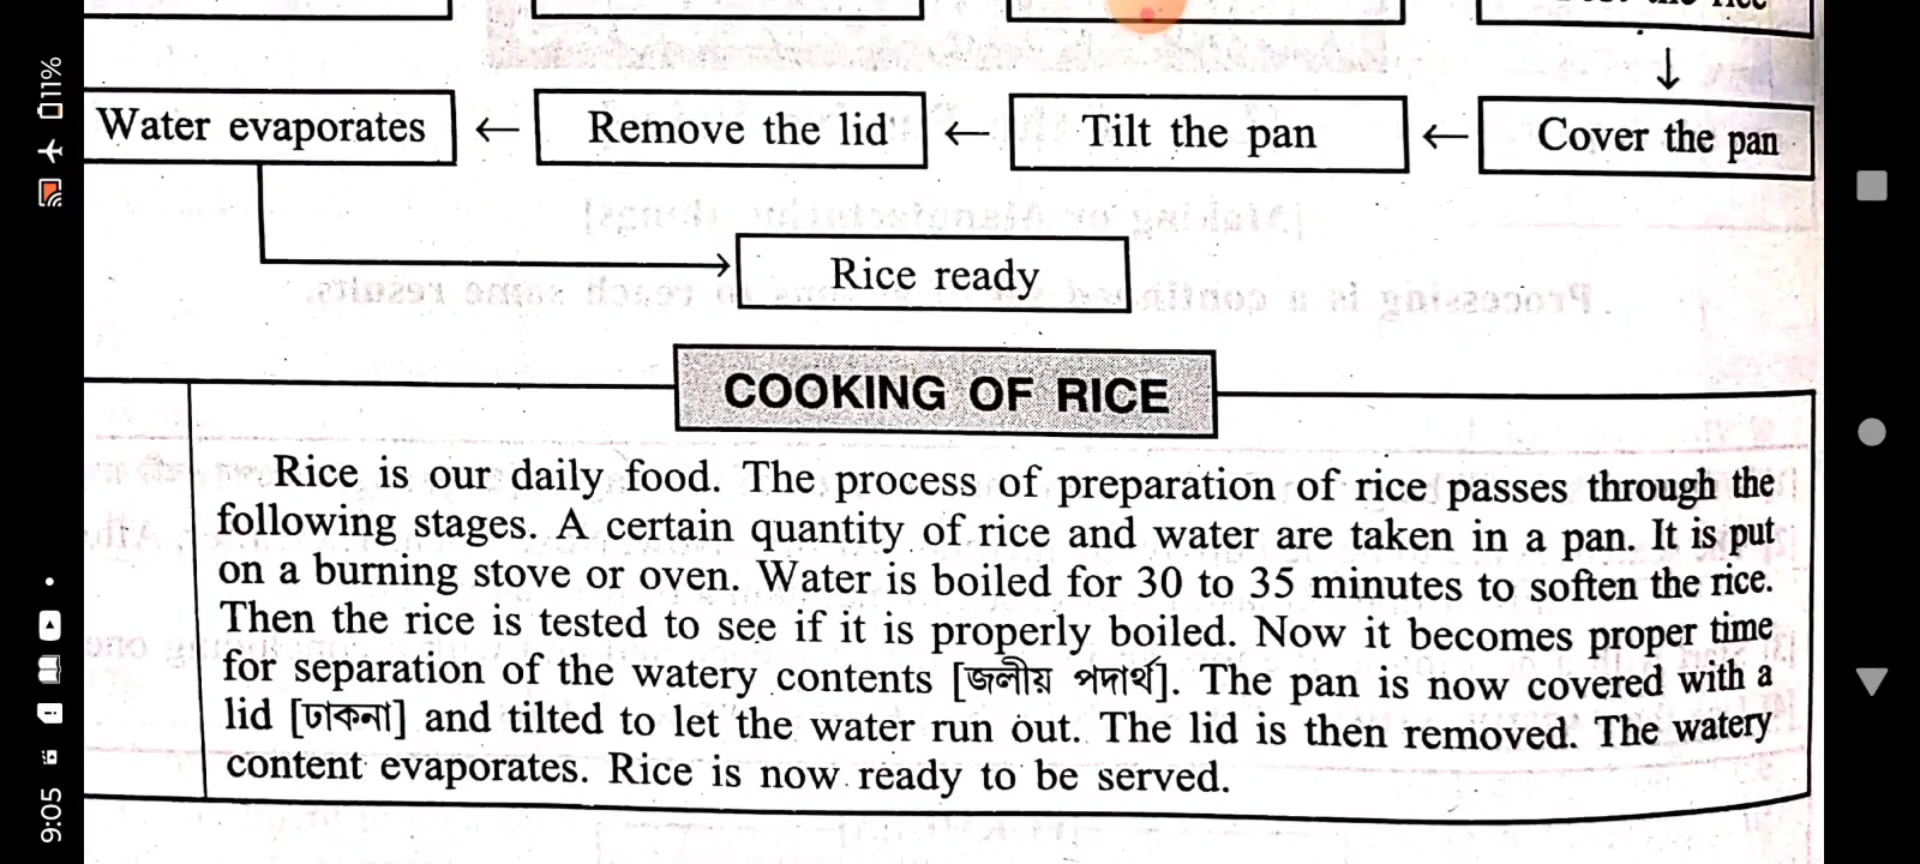 the rice
Water evaporates ← Remove the lid ← Tilt the pan ← Cover the pan
Rice ready
COOKING OF RICE
Rice is our daily food. The process of preparation of rice passes through the
following stages. A certain quantity of rice and water are taken in a pan. It is put
on a burning stove or oven. Water is boiled for 30 to 35 minutes to soften the rice.
Then the rice is tested to see if it is properly boiled. Now it becomes proper time
for separation of the watery contents [জলীয় পদার্থ]. The pan is now covered with a
lid [ঢাকনা] and tilted to let the water run out. The lid is then removed. The watery
content evaporates. Rice is now ready to be served.
11%
9:05